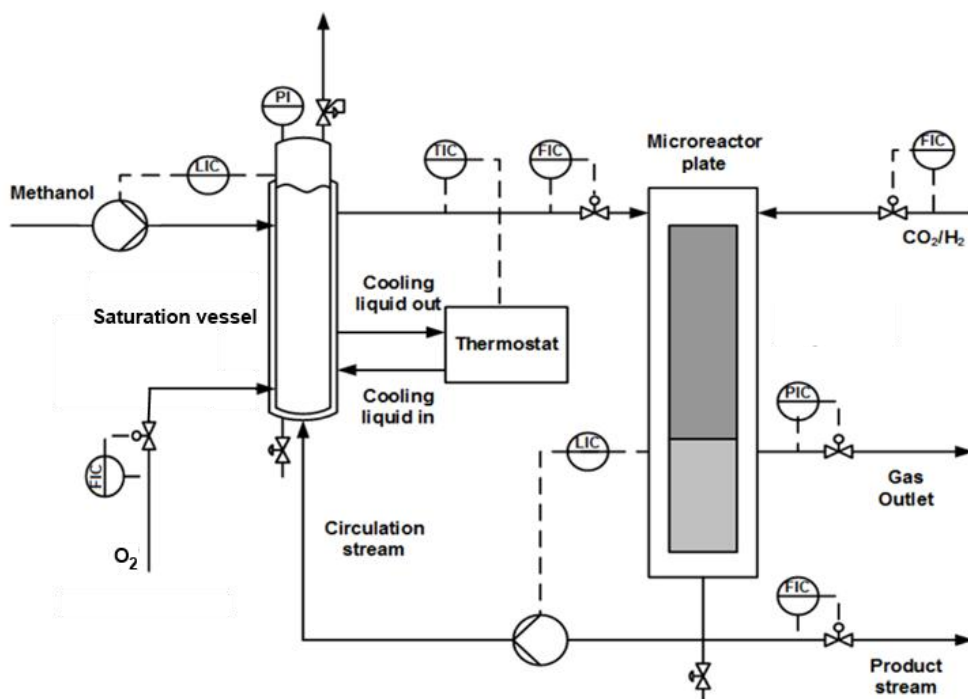 PI
LIC
TIC
FIC
Microreactor
plate
FIC
Methanol
CO₂/H₂
Cooling
liquid out
Saturation vessel
Thermostat
Cooling
liquid in
PIC
LIC
FIC
Gas
Outlet
Circulation
stream
O₂
FIC
Product
stream